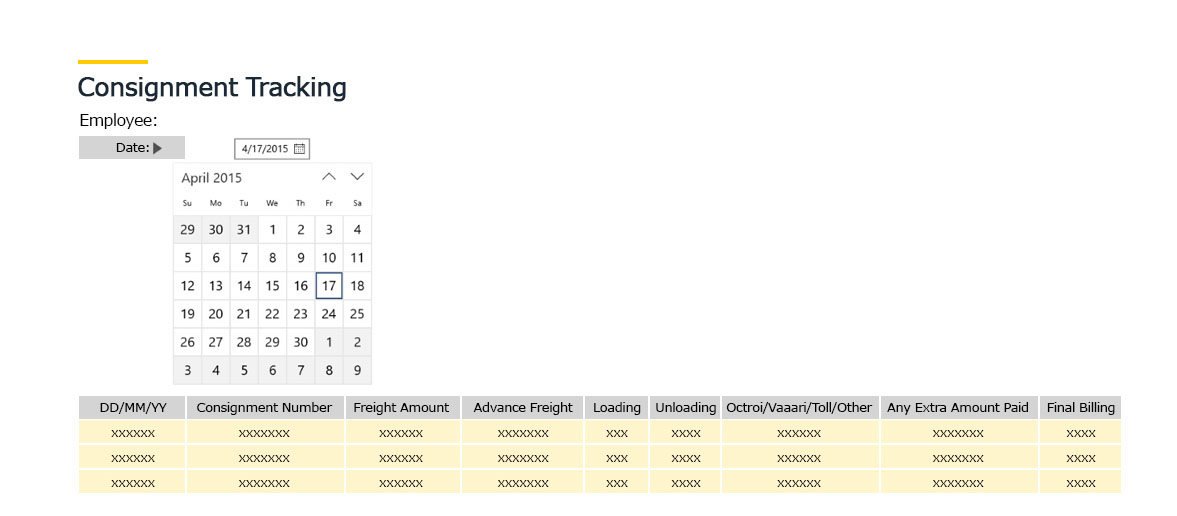 Consignment Tracking
Employee:
Date: 4/17/2015
April 2015
Su Mo Tu We Th Fr Sa
29 30 31 1 2 3 4
5 6 7 8 9 10 11
12 13 14 15 16 17 18
19 20 21 22 23 24 25
26 27 28 29 30 1 2
3 4 5 6 7 8 9
DD/MM/YY Consignment Number Freight Amount Advance Freight Loading Unloading Octroi/Vaaari/Toll/Other Any Extra Amount Paid Final Billing
xxxxxx xxxxxxx xxxxxx xxxxxxx xxx xxxx xxxxxx xxxxxxx xxxx
xxxxxx xxxxxxx xxxxxx xxxxxxx xxx xxxx xxxxxx xxxxxxx xxxx
xxxxxx xxxxxxx xxxxxx xxxxxxx xxx xxxx xxxxxx xxxxxxx xxxx